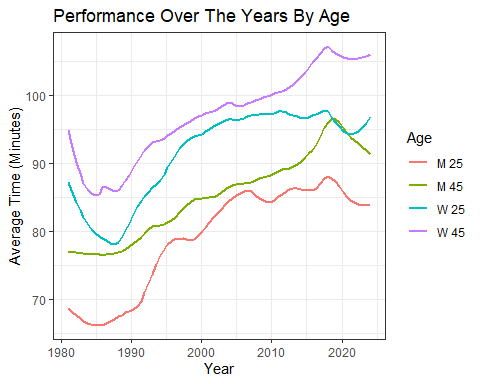 Performance Over The Years By Age
Average Time (Minutes)
100
90
80
70
1980
1990
2000
2010
2020
Year
Age
M 25
M 45
W 25
W 45